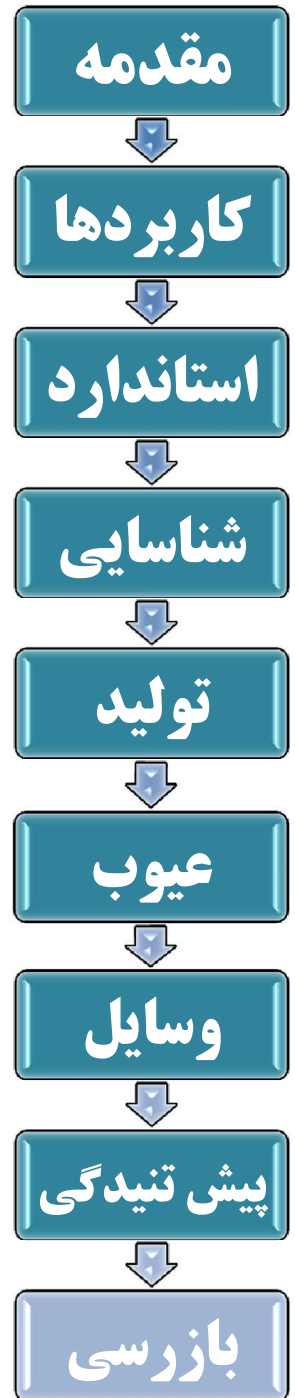 مقدمه
کاربردها
استاندارد
شناسایی
تولید
عیوب
وسایل
پیش تنیدگی
بازرسی